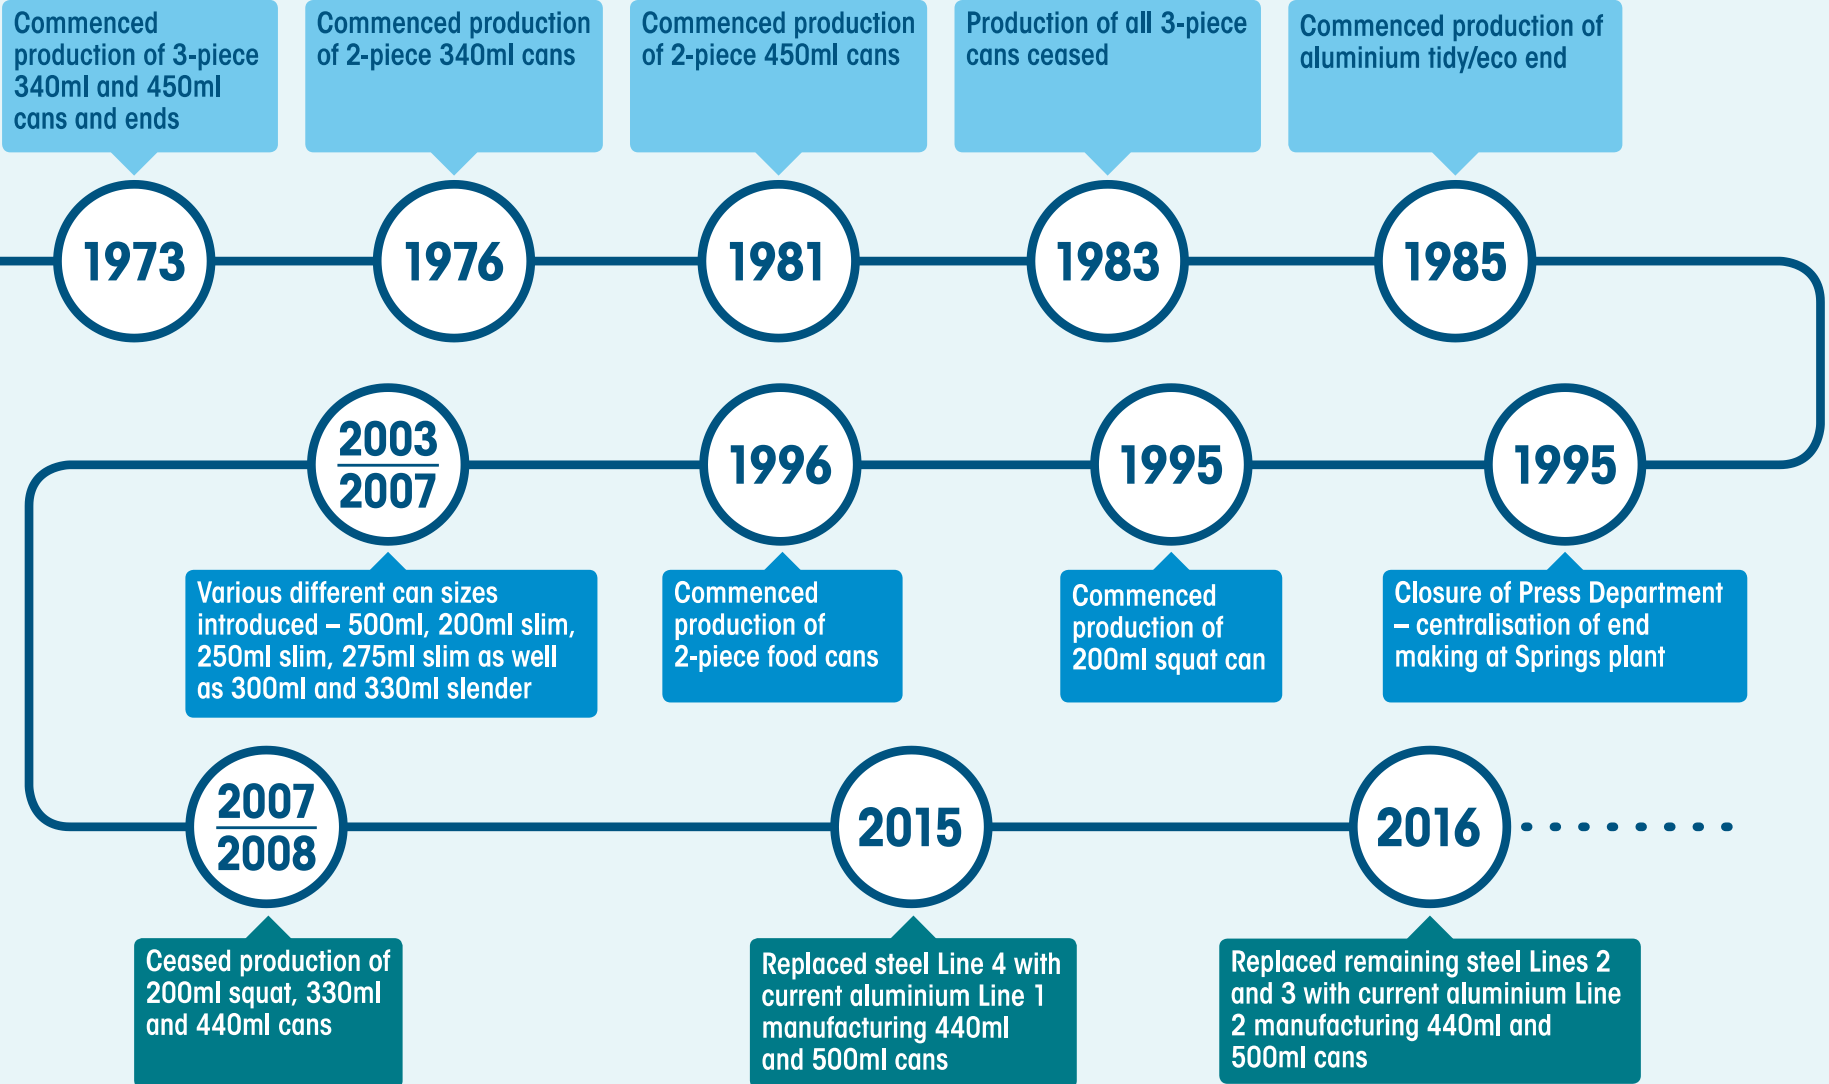 Commenced
production of 3-piece
340ml and 450ml
cans and ends
Commenced production
of 2-piece 340ml cans
Commenced production
of 2-piece 450ml cans
Production of all 3-piece
cans ceased
Commenced production of
aluminium tidy/eco end
1973
1976
1981
1983
1985
2003
2007
1996
1995
1995
Various different can sizes
introduced – 500ml, 200ml slim,
250ml slim, 275ml slim as well
as 300ml and 330ml slender
Commenced
production of
2-piece food cans
Commenced
production of
200ml squat can
Closure of Press Department
– centralisation of end
making at Springs plant
2007
2008
2015
2016
Ceased production of
200ml squat, 330ml
and 440ml cans
Replaced steel Line 4 with
current aluminium Line 1
manufacturing 440ml
and 500ml cans
Replaced remaining steel Lines 2
and 3 with current aluminium Line
2 manufacturing 440ml and
500ml cans